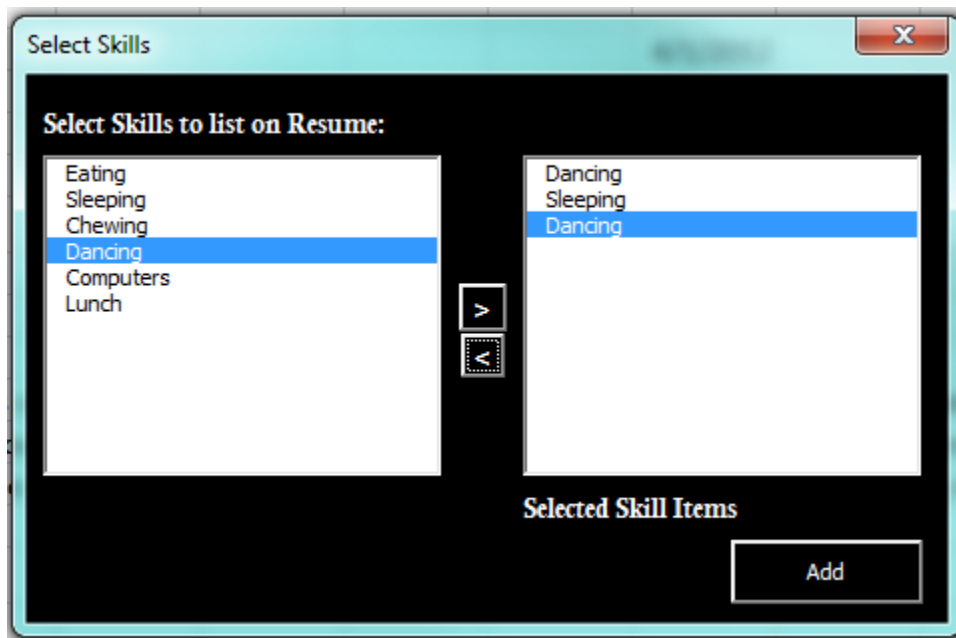 Select Skills
Select Skills to list on Resume:
Eating
Sleeping
Chewing
Dancing
Computers
Lunch
>
<
Dancing
Sleeping
Dancing
Selected Skill Items
Add